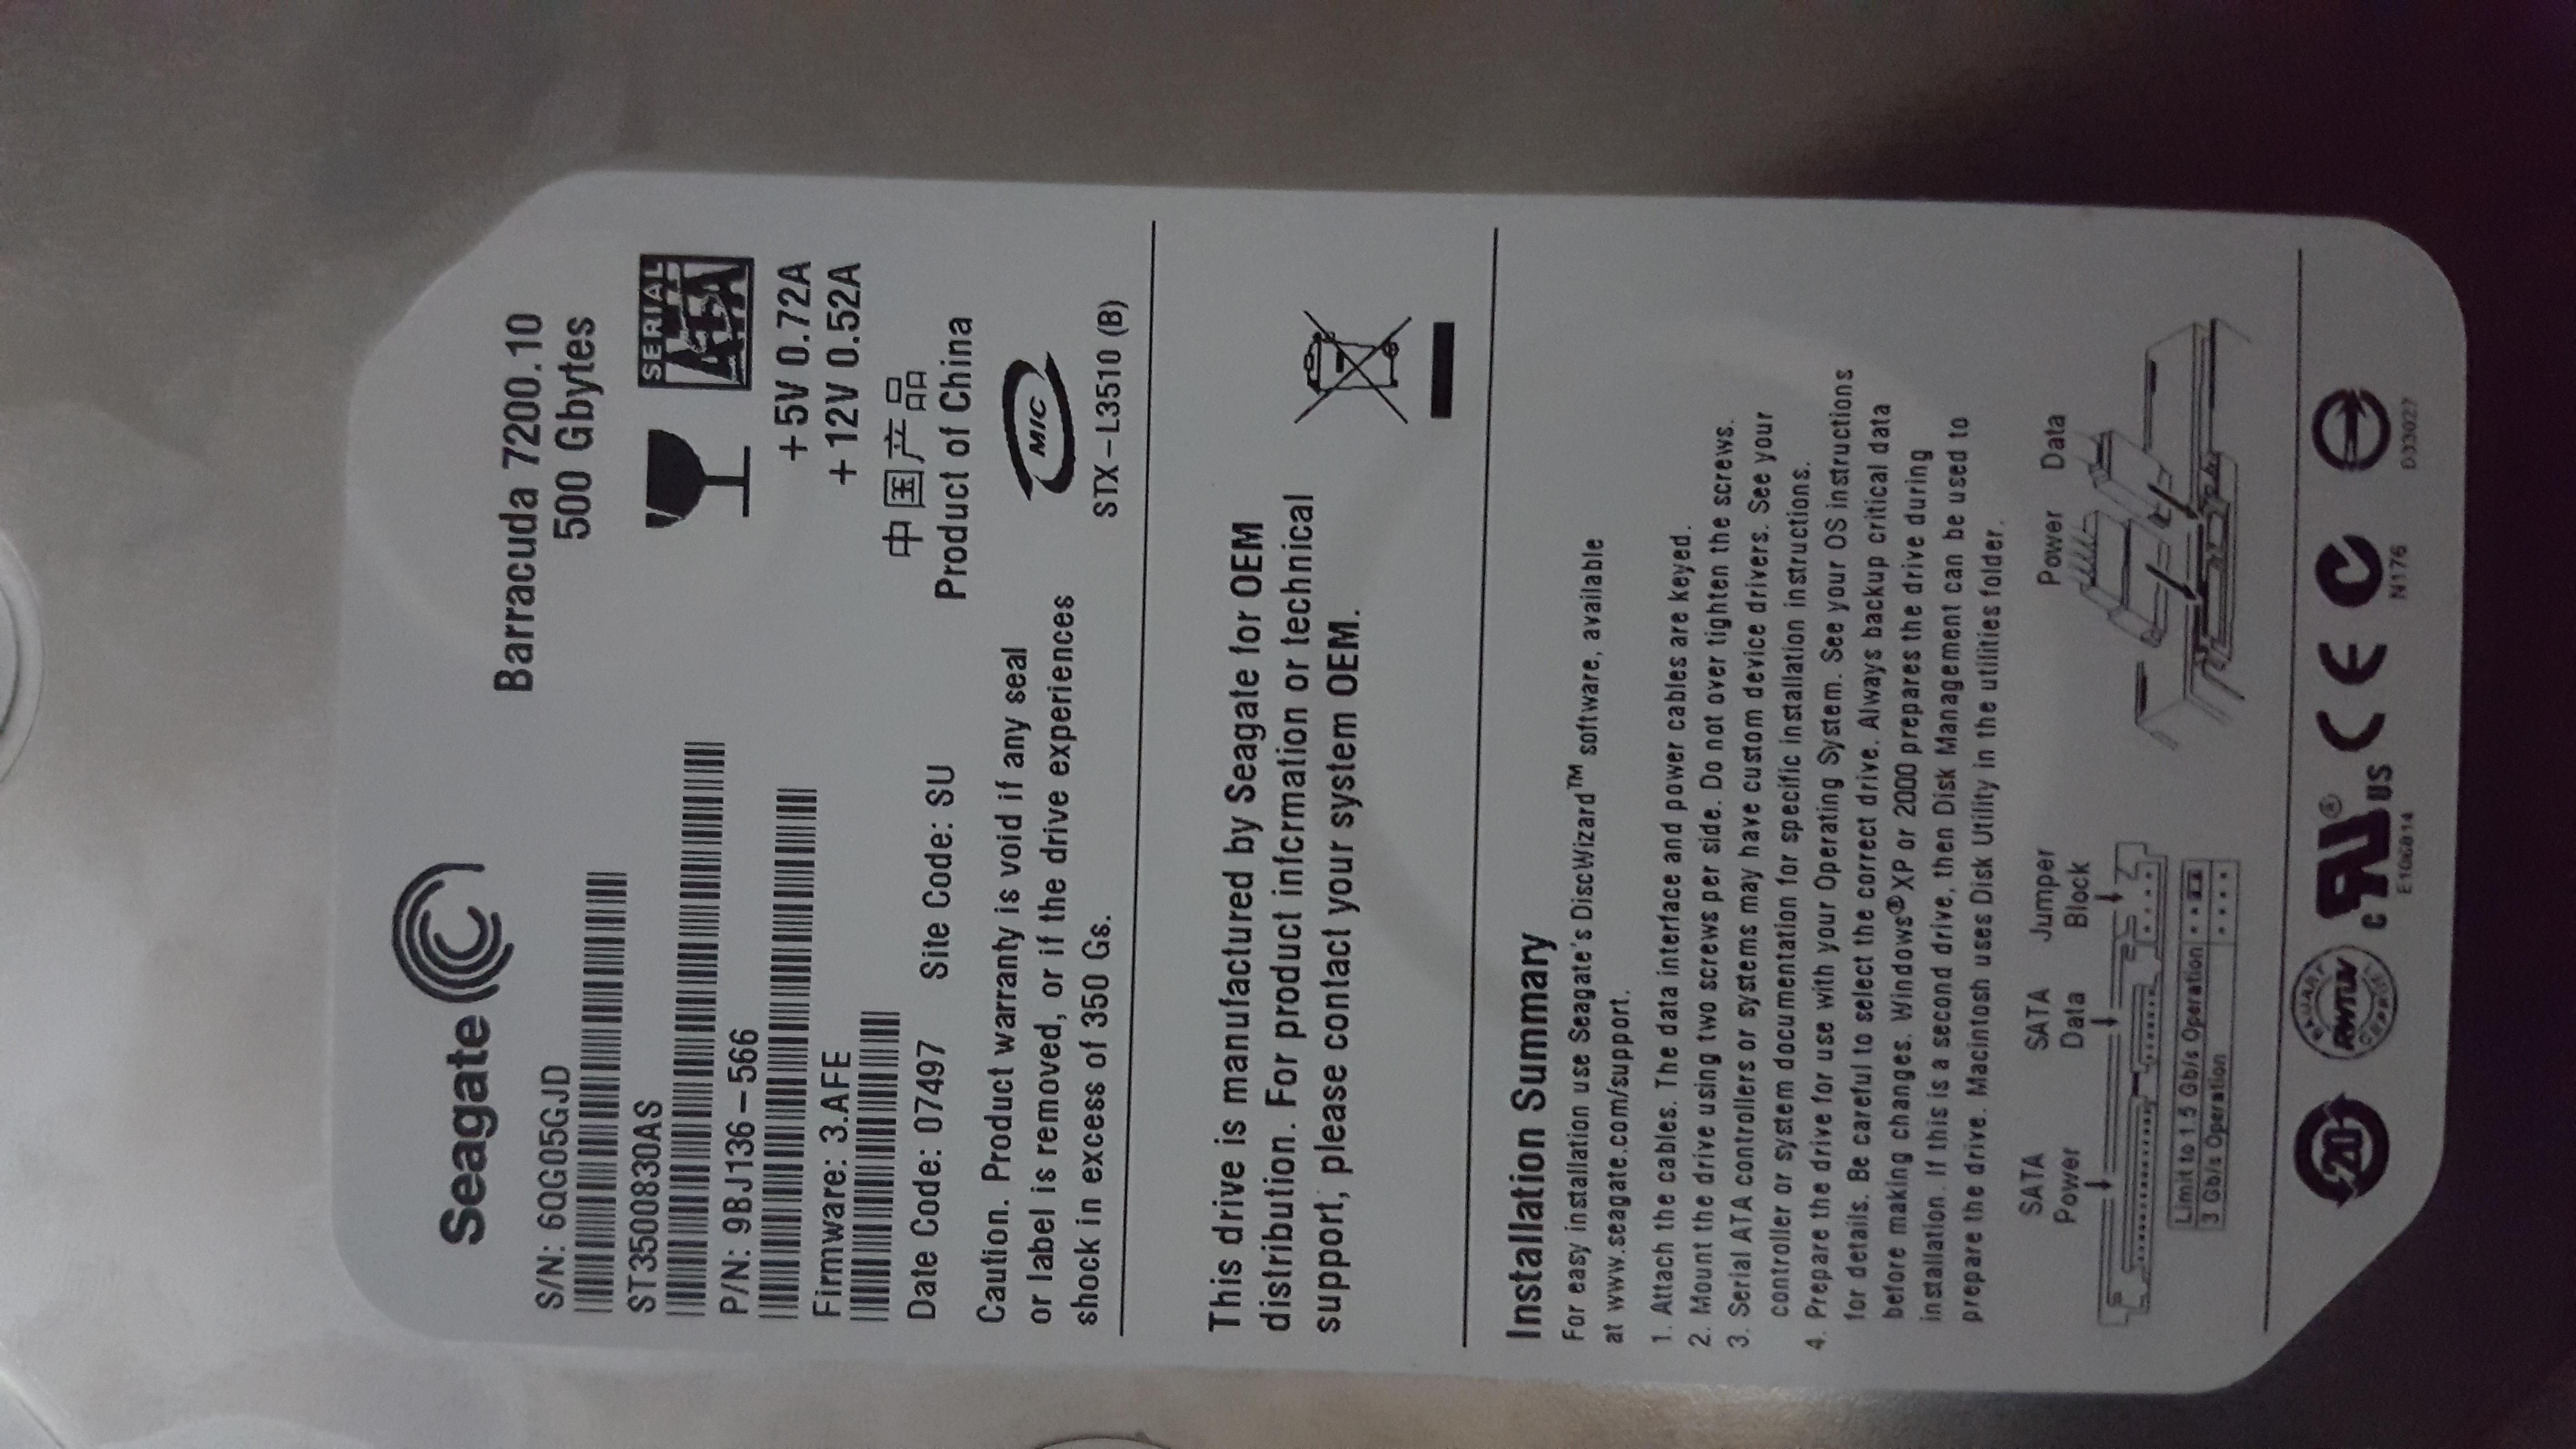 Seagate
Barracuda 7200.10
500 Gbytes
S/N: 6QG05GJD
ST3500830AS
P/N: 9BJ136-566
Firmware: 3.AFE
Date Code: 07497 Site Code: SU
SERIAL
ATA
+5V 0.72A
+12V 0.52A
中国产品
Product of China
Caution. Product warranty is void if any seal
or label is removed, or if the drive experiences
shock in excess of 350 Gs.
MIC
STX-L3510 (B)
This drive is manufactured by Seagate for OEM
distribution. For product information or technical
support, please contact your system OEM.
Installation Summary
For easy installation use Seagate's DiscWizard™ software, available
at www.seagate.com/support.
1. Attach the cables. The data interface and power cables are keyed.
2. Mount the drive using two screws per side. Do not over tighten the screws.
3. Serial ATA controllers or systems may have custom device drivers. See your
controller or system documentation for specific installation instructions.
4. Prepare the drive for use with your Operating System. See your OS instructions
for details. Be careful to select the correct drive. Always backup critical data
before making changes. Windows® XP or 2000 prepares the drive during
installation. If this is a second drive, then Disk Management can be used to
prepare the drive. Macintosh uses Disk Utility in the utilities folder.
SATA
Power
SATA
Data
Jumper
Block
Power Data
Limit to 1.5 Gb/s Operation
3 Gb/s Operation
20
RWTUV
c RU® US
E106814
CE
N176
D33027